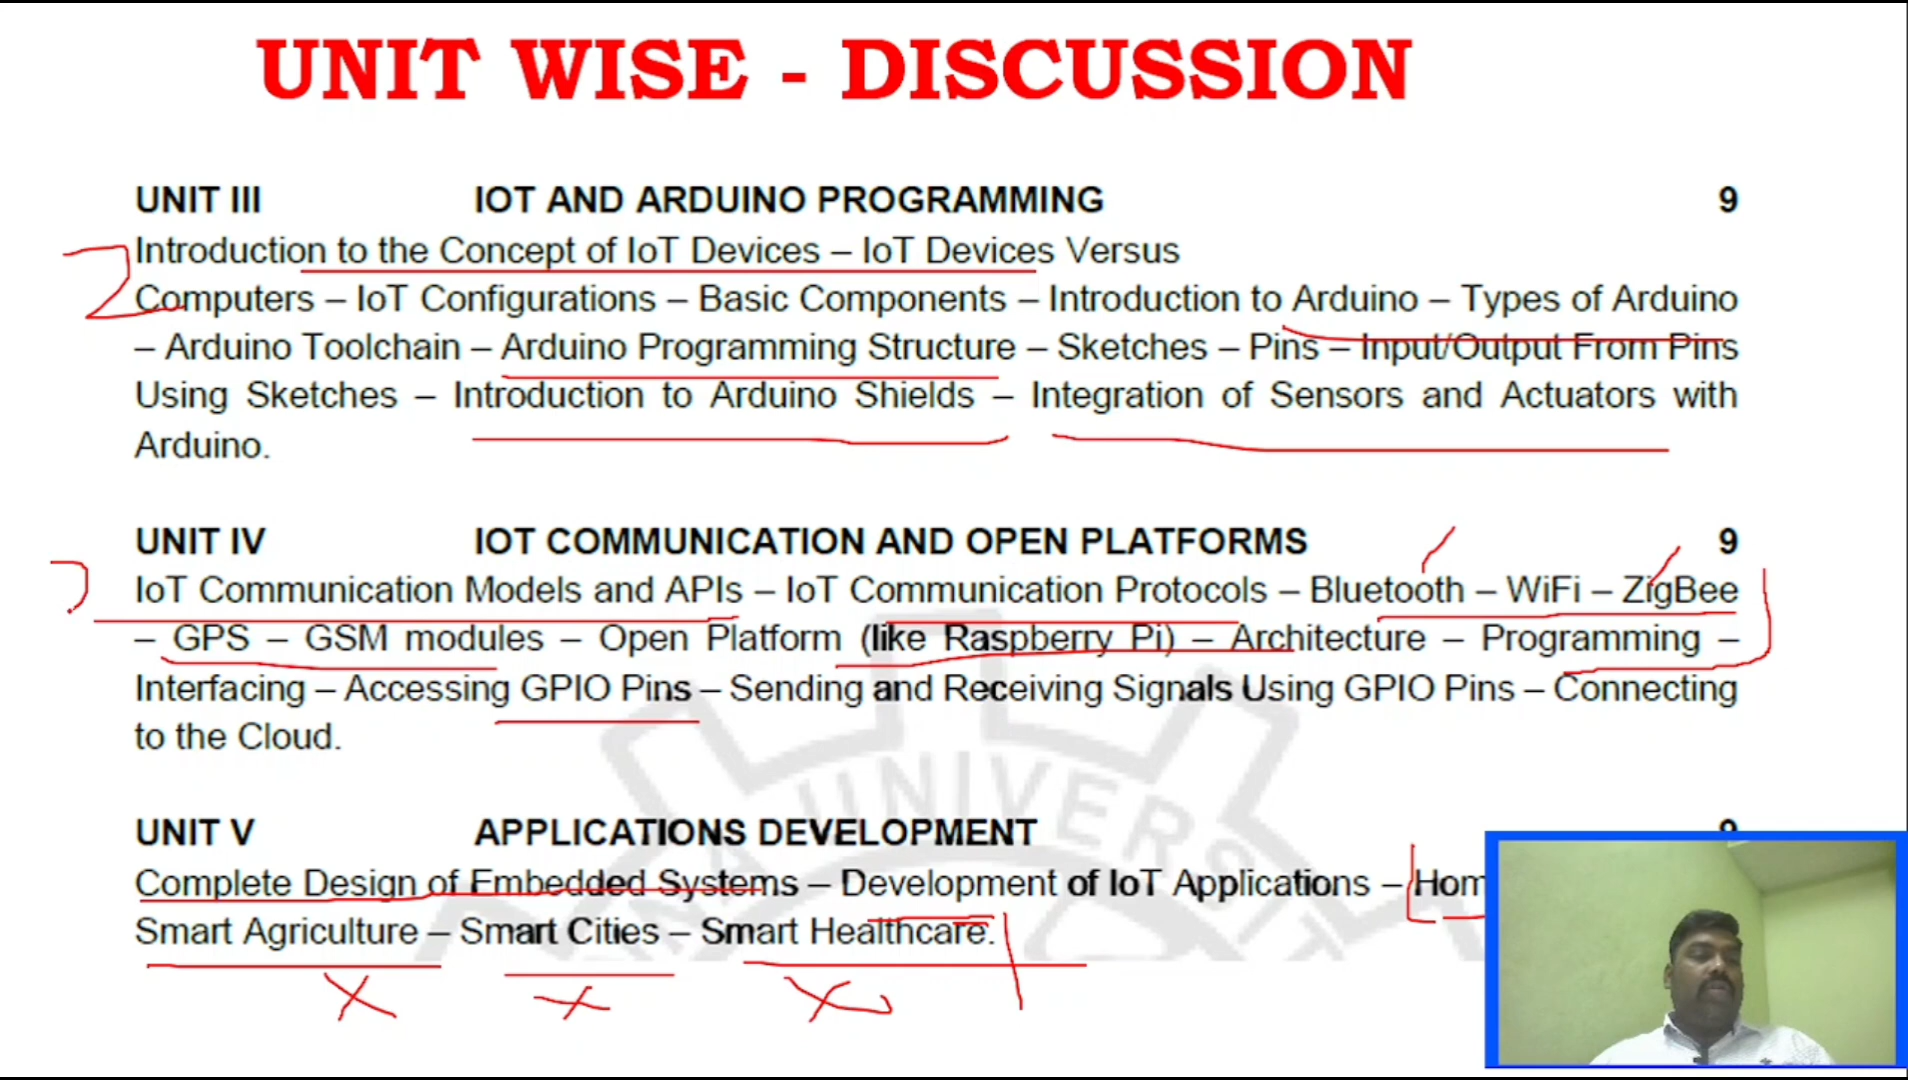 UNIT WISE - DISCUSSION
UNIT III IOT AND ARDUINO PROGRAMMING 9
Introduction to the Concept of IoT Devices – IoT Devices Versus
Computers – IoT Configurations – Basic Components – Introduction to Arduino – Types of Arduino
– Arduino Toolchain – Arduino Programming Structure – Sketches – Pins – Input/Output From Pins
Using Sketches – Introduction to Arduino Shields – Integration of Sensors and Actuators with
Arduino.
UNIT IV IOT COMMUNICATION AND OPEN PLATFORMS 9
IoT Communication Models and APIs – IoT Communication Protocols – Bluetooth – WiFi – ZigBee
– GPS – GSM modules – Open Platform (like Raspberry Pi) – Architecture – Programming –
Interfacing – Accessing GPIO Pins – Sending and Receiving Signals Using GPIO Pins – Connecting
to the Cloud.
UNIT V APPLICATIONS DEVELOPMENT 9
Complete Design of Embedded Systems – Development of IoT Applications –
Smart Agriculture – Smart Cities – Smart Healthcare.